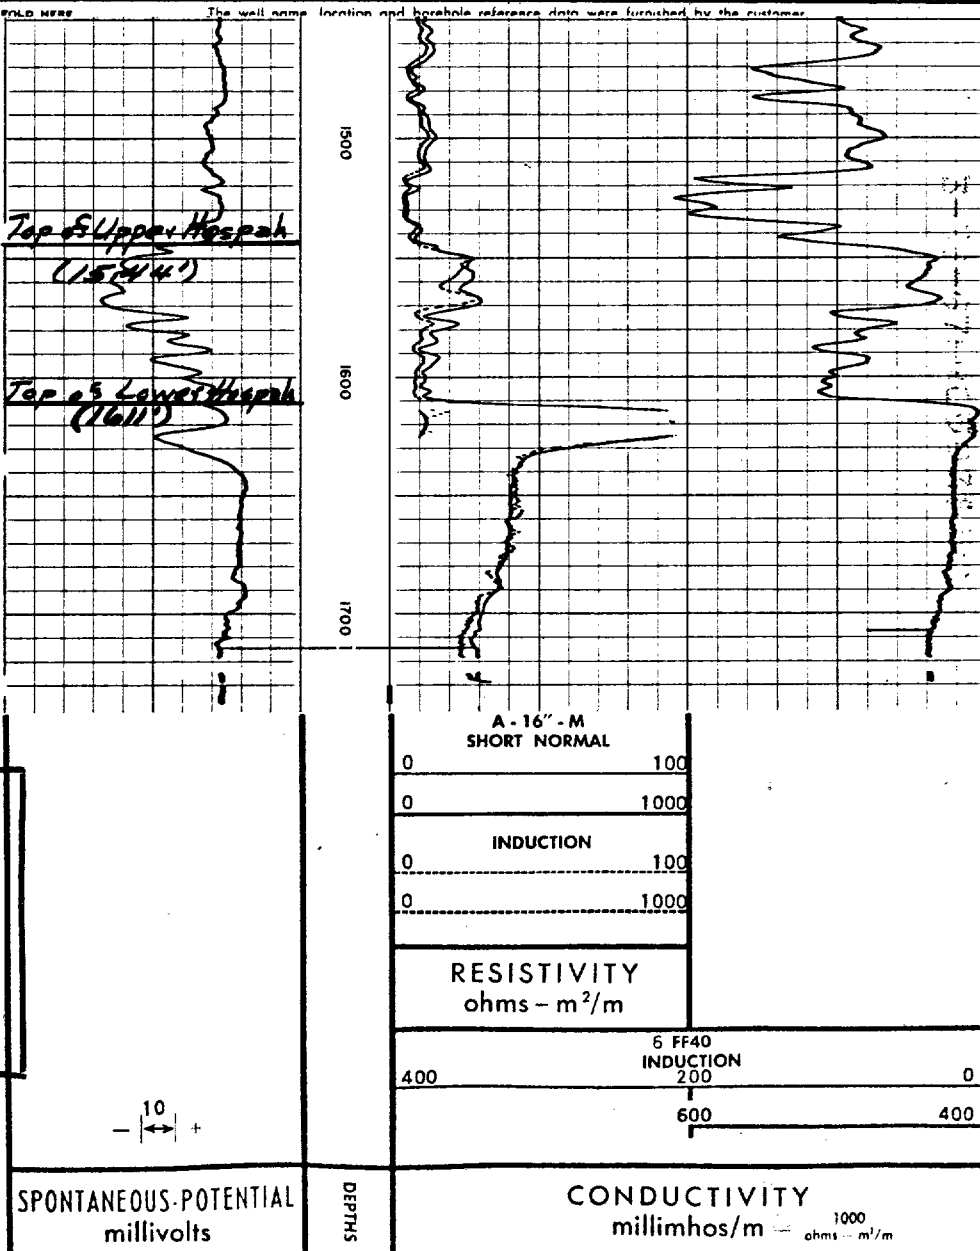 FOLD HERE The well name, location and borehole reference data were furnished by the customer.
1500
Top of Upper Hospah
(1544')
1600
Top of Lower Hospah
(1611')
1700
A - 16" - M
SHORT NORMAL
0 100
0 1000
INDUCTION
0 100
0 1000
RESISTIVITY
ohms - m²/m
6 FF40
INDUCTION
400 200 0
600 400
10
- +
SPONTANEOUS-POTENTIAL
millivolts
DEPTHS
CONDUCTIVITY
millimhos/m = 1000
ohms - m²/m